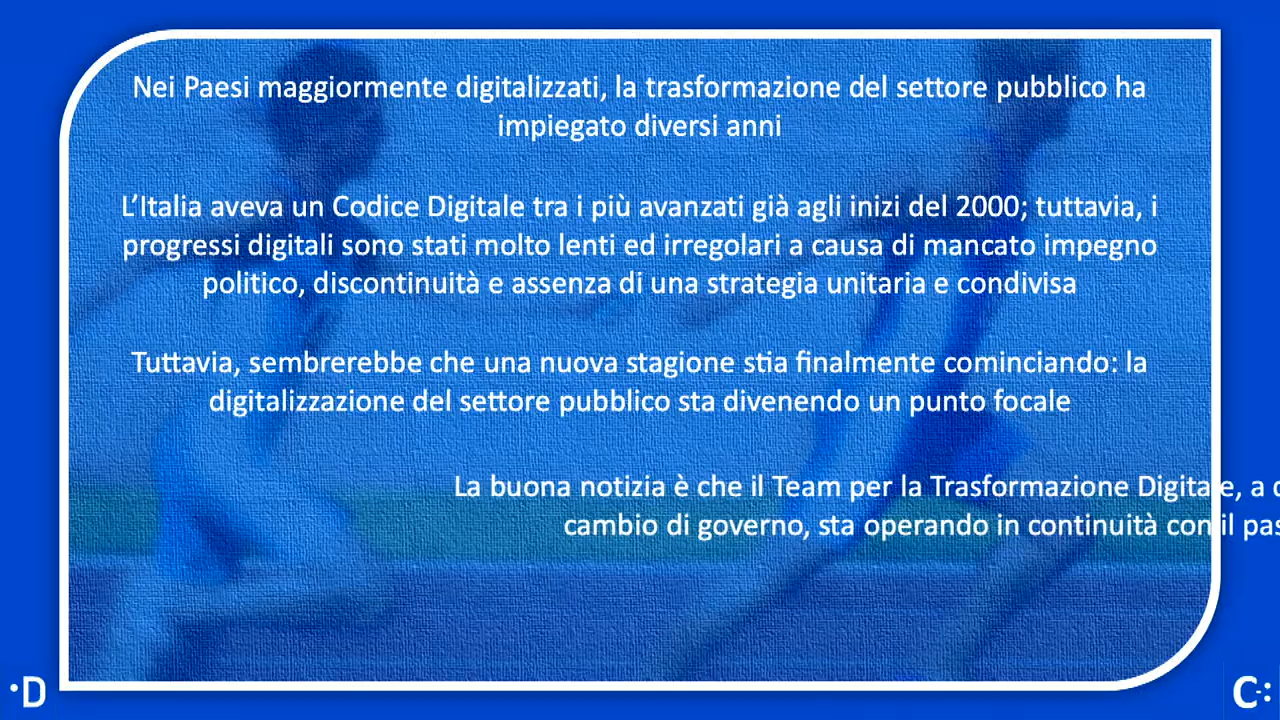 Nei Paesi maggiormente digitalizzati, la trasformazione del settore pubblico ha
impiegato diversi anni
L’Italia aveva un Codice Digitale tra i più avanzati già agli inizi del 2000; tuttavia, i
progressi digitali sono stati molto lenti ed irregolari a causa di mancato impegno
politico, discontinuità e assenza di una strategia unitaria e condivisa
Tuttavia, sembrerebbe che una nuova stagione stia finalmente cominciando: la
digitalizzazione del settore pubblico sta divenendo un punto focale
La buona notizia è che il Team per la Trasformazione Digitale, a
cambio di governo, sta operando in continuità con il
·D C: